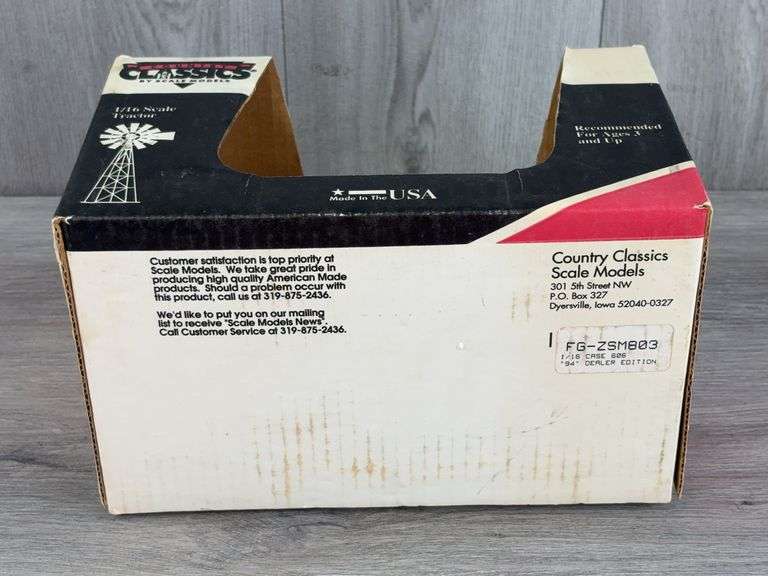 COUNTRY
CLASSICS
BY SCALE MODELS
1/16 Scale
Tractor
Recommended
For Ages 3
and Up
Made In The USA
Customer satisfaction is top priority at
Scale Models. We take great pride in
producing high quality American Made
products. Should a problem occur with
this product, call us at 319-875-2436.
We'd like to put you on our mailing
list to receive "Scale Models News".
Call Customer Service at 319-875-2436.
Country Classics
Scale Models
301 5th Street NW
P.O. Box 327
Dyersville, Iowa 52040-0327
FG-ZSM803
1/16 CASE 606
"94" DEALER EDITION